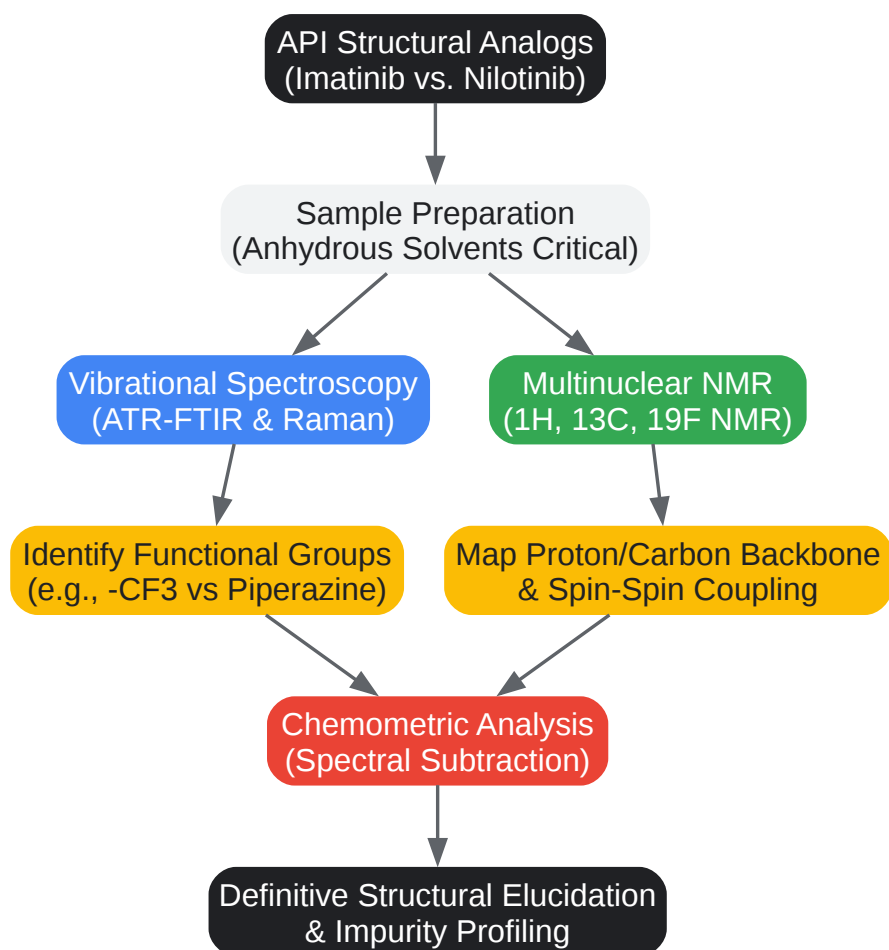 API Structural Analogs
(Imatinib vs. Nilotinib)
Sample Preparation
(Anhydrous Solvents Critical)
Vibrational Spectroscopy
(ATR-FTIR & Raman)
Multinuclear NMR
(1H, 13C, 19F NMR)
Identify Functional Groups
(e.g., -CF3 vs Piperazine)
Map Proton/Carbon Backbone
& Spin-Spin Coupling
Chemometric Analysis
(Spectral Subtraction)
Definitive Structural Elucidation
& Impurity Profiling